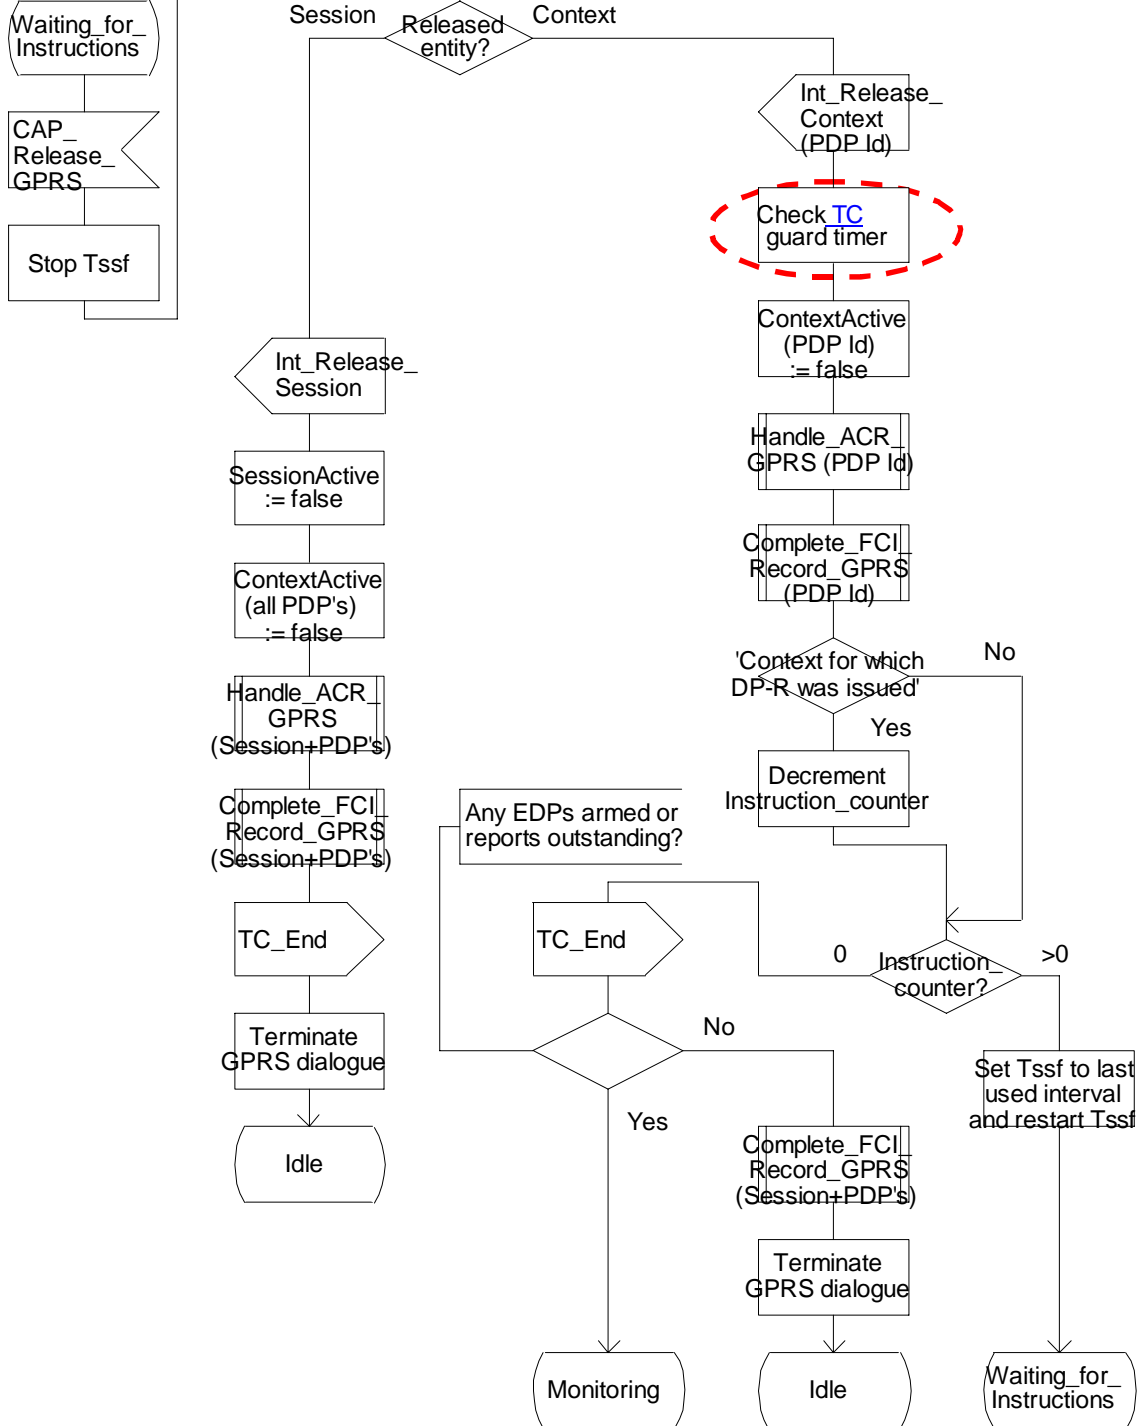 Waiting_for_
Instructions
CAP_
Release_
GPRS
Stop Tssf
Session
Released
entity?
Context
Int_Release_
Context
(PDP Id)
Check TC
guard timer
ContextActive
(PDP Id)
:= false
Handle_ACR_
GPRS (PDP Id)
Complete_FCI_
Record_GPRS
(PDP Id)
'Context for which
DP-R was issued'
No
Yes
Decrement
Instruction_counter
Int_Release_
Session
SessionActive
:= false
ContextActive
(all PDP's)
:= false
Handle_ACR_
GPRS
(Session+PDP's)
Complete_FCI_
Record_GPRS
(Session+PDP's)
TC_End
Terminate
GPRS dialogue
Idle
Any EDPs armed or
reports outstanding?
TC_End
0
Instruction_
counter?
>0
No
Yes
Set Tssf to last
used interval
and restart Tssf
Complete_FCI_
Record_GPRS
(Session+PDP's)
Terminate
GPRS dialogue
Monitoring
Idle
Waiting_for_
Instructions